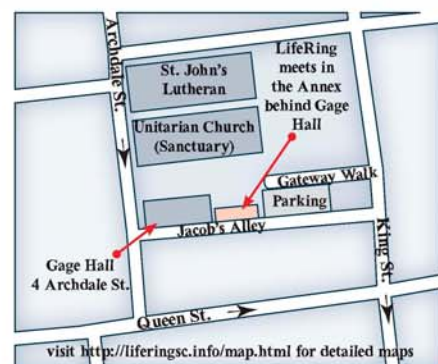 Archdale St.
St. John's
Lutheran
LifeRing
meets in
the Annex
behind Gage
Hall
Unitarian Church
(Sanctuary)
Gateway Walk
Parking
Jacob's Alley
King St.
Gage Hall
4 Archdale St.
Queen St.
visit http://liferingsc.info/map.html for detailed maps